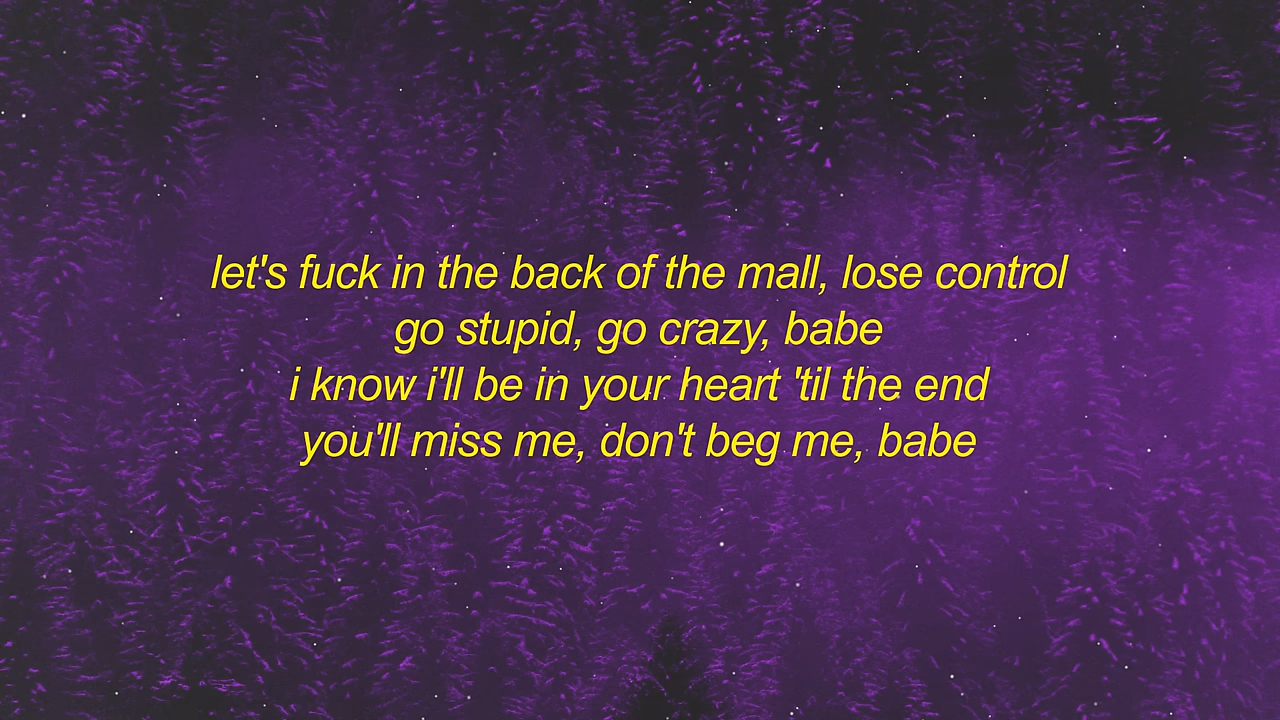 let's fuck in the back of the mall, lose control
go stupid, go crazy, babe
i know i'll be in your heart 'til the end
you'll miss me, don't beg me, babe